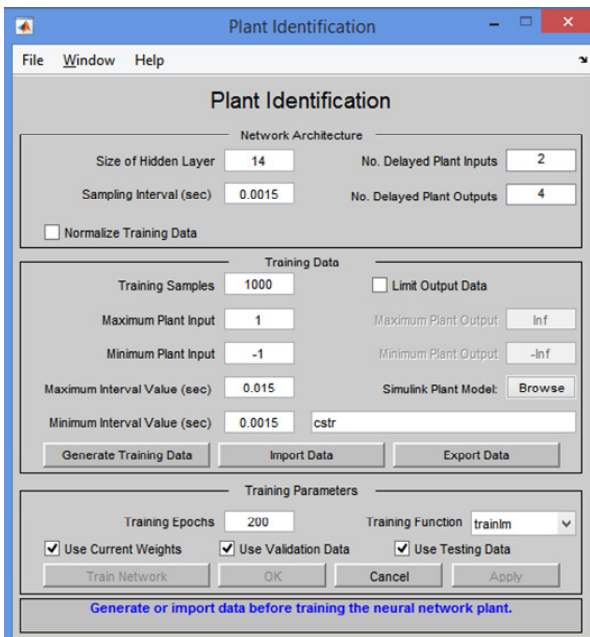 Plant Identification
File Window Help
Plant Identification
Network Architecture
Size of Hidden Layer 14 No. Delayed Plant Inputs 2
Sampling Interval (sec) 0.0015 No. Delayed Plant Outputs 4
Normalize Training Data
Training Data
Training Samples 1000 Limit Output Data
Maximum Plant Input 1 Maximum Plant Output Inf
Minimum Plant Input -1 Minimum Plant Output -Inf
Maximum Interval Value (sec) 0.015 Simulink Plant Model: Browse
Minimum Interval Value (sec) 0.0015 cstr
Generate Training Data Import Data Export Data
Training Parameters
Training Epochs 200 Training Function trainlm
Use Current Weights Use Validation Data Use Testing Data
Train Network OK Cancel Apply
Generate or import data before training the neural network plant.